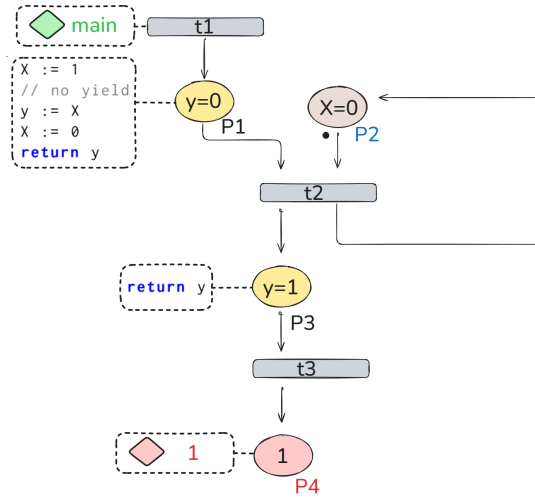 main
t1
X := 1
// no yield
y := X
X := 0
return y
y=0
P1
X=0
P2
t2
return y
y=1
P3
t3
1
1
P4